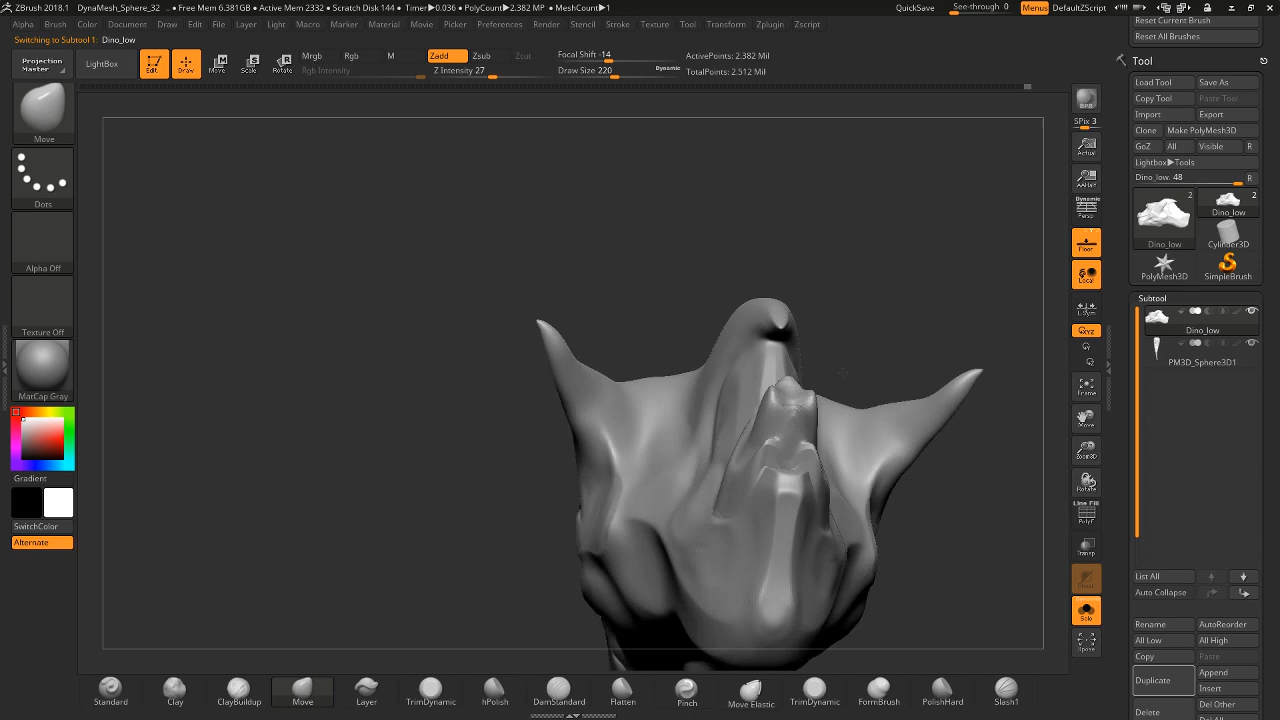 ZBrush 2018.1 DynaMesh_Sphere_32 .. ● Free Mem 6.381GB ● Active Mem 2332 ● Scratch Disk 144 ● Timer▶0.036 ● PolyCount▶2.382 MP ● MeshCount▶1 QuickSave See-through 0 Menus DefaultZScript
Alpha Brush Color Document Draw Edit File Layer Light Macro Marker Material Movie Picker Preferences Render Stencil Stroke Texture Tool Transform Zplugin Zscript
Switching to Subtool 1: Dino_low
Projection
Master
LightBox
Edit
Draw
Move
Scale
Rotate
Mrgb Rgb M
Rgb Intensity
Zadd Zsub Zcut
Z Intensity 27
Focal Shift -14
Draw Size 220
Dynamic
ActivePoints: 2.382 Mil
TotalPoints: 2.512 Mil
Move
Dots
Alpha Off
Texture Off
MatCap Gray
Gradient
SwitchColor
Alternate
BPR
SPix 3
Actual
AAHalf
Dynamic
Persp
Floor
Local
L.Sym
XYZ
Frame
Move
Zoom3D
Rotate
Line Fill
PolyF
Transp
Solo
Xpose
Reset Current Brush
Reset All Brushes
Tool
Load Tool Save As
Copy Tool Paste Tool
Import Export
Clone Make PolyMesh3D
GoZ All Visible R
Lightbox▶Tools
Dino_low. 48 R
2 2
Dino_low
Dino_low Cylinder3D
PolyMesh3D SimpleBrush
Subtool
Dino_low
PM3D_Sphere3D1
List All
Auto Collapse
Rename AutoReorder
All Low All High
Copy Paste
Duplicate Append
Insert
Delete Del Other
Del All
Standard Clay ClayBuildup Move Layer TrimDynamic hPolish DamStandard Flatten Pinch Move Elastic TrimDynamic FormBrush PolishHard Slash1